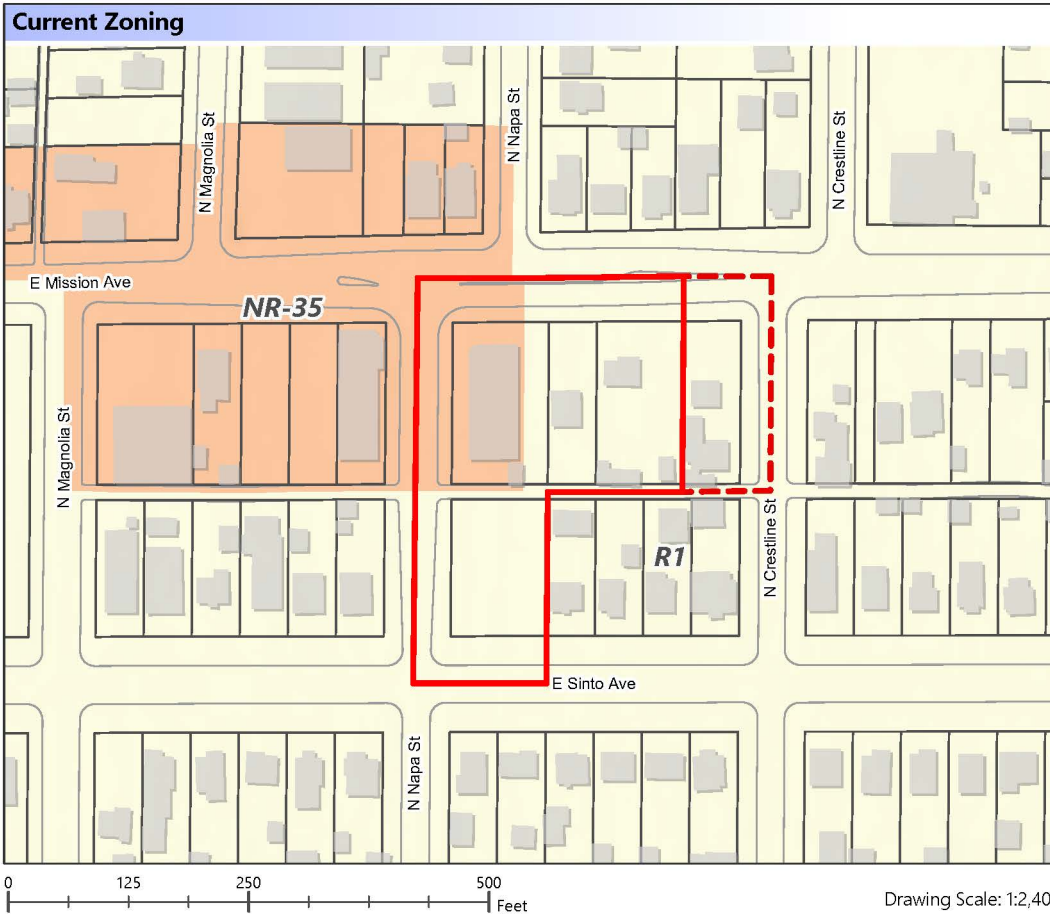 Current Zoning
N Magnolia St
N Napa St
N Crestline St
E Mission Ave
NR-35
N Magnolia St
N Crestline St
R1
E Sinto Ave
N Napa St
0 125 250 500
Feet
Drawing Scale: 1:2,40